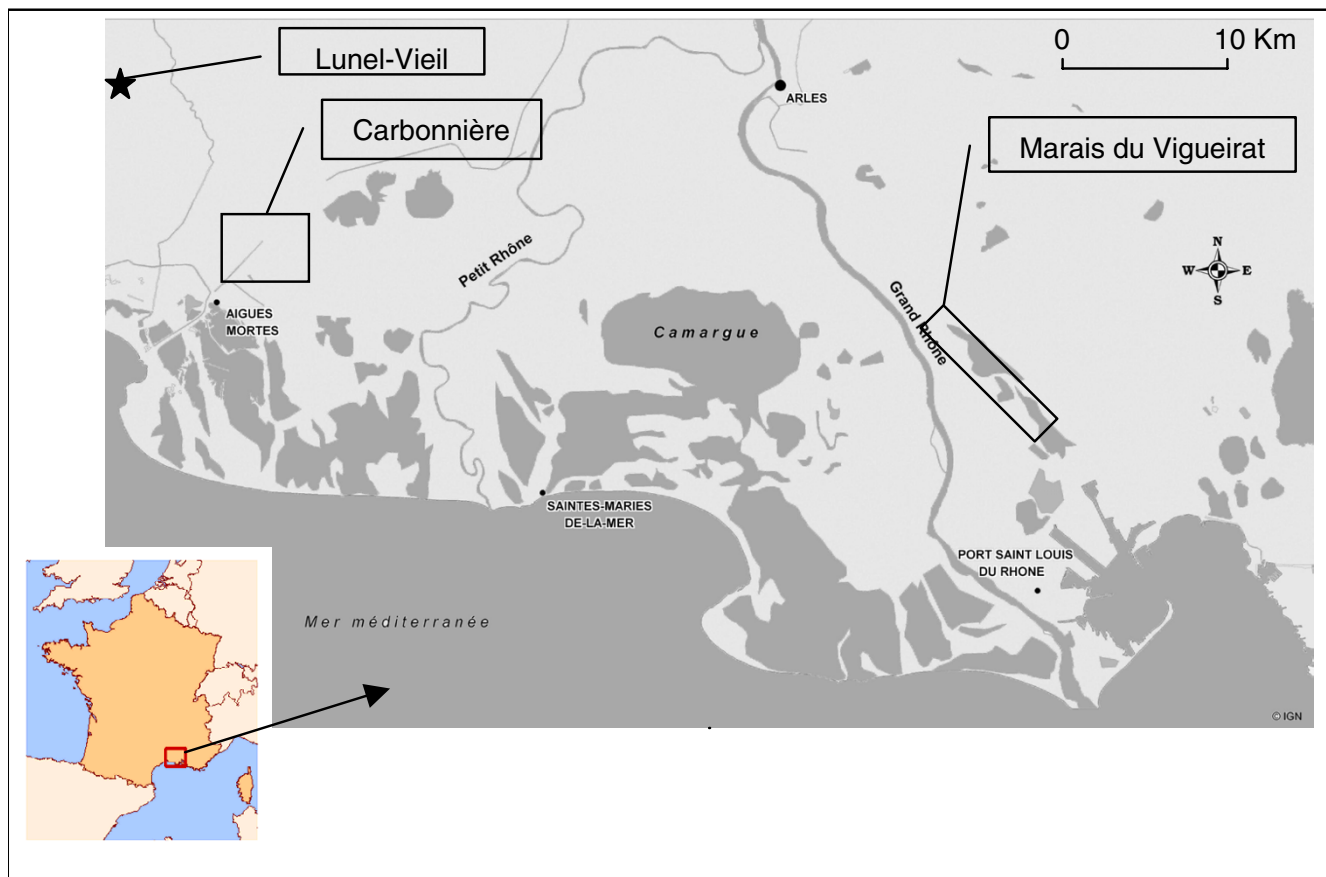 Lunel-Vieil
0 10 Km
ARLES
Carbonnière
Marais du Vigueirat
Petit Rhône
N
W E
S
Grand Rhône
AIGUES
MORTES
Camargue
SAINTES-MARIES
DE-LA-MER
PORT SAINT LOUIS
DU RHONE
Mer méditerranée
© IGN